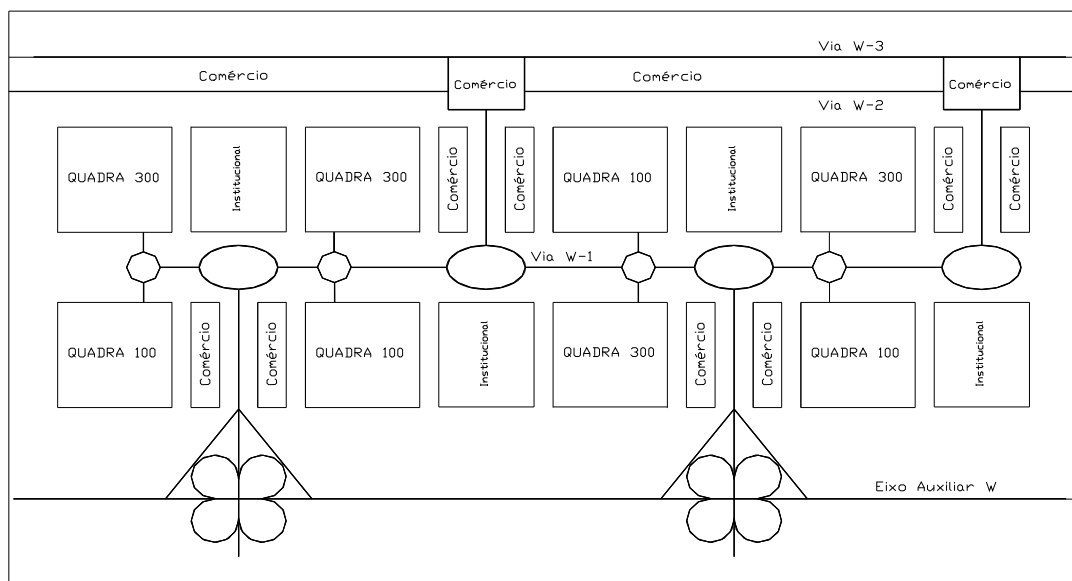 Via W-3
Comércio
Comércio
Comércio
Comércio
Via W-2
QUADRA 300
Institucional
QUADRA 300
Comércio
Comércio
QUADRA 100
Institucional
QUADRA 300
Comércio
Comércio
Via W-1
QUADRA 100
Comércio
Comércio
QUADRA 100
Institucional
QUADRA 300
Comércio
Comércio
QUADRA 100
Institucional
Eixo Auxiliar W